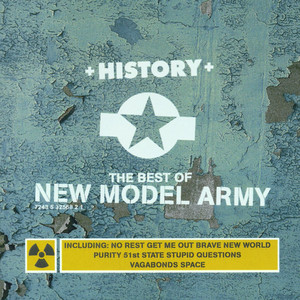 +HISTORY+
THE BEST OF
NEW MODEL ARMY
INCLUDING: NO REST GET ME OUT BRAVE NEW WORLD
PURITY 51st STATE STUPID QUESTIONS
VAGABONDS SPACE